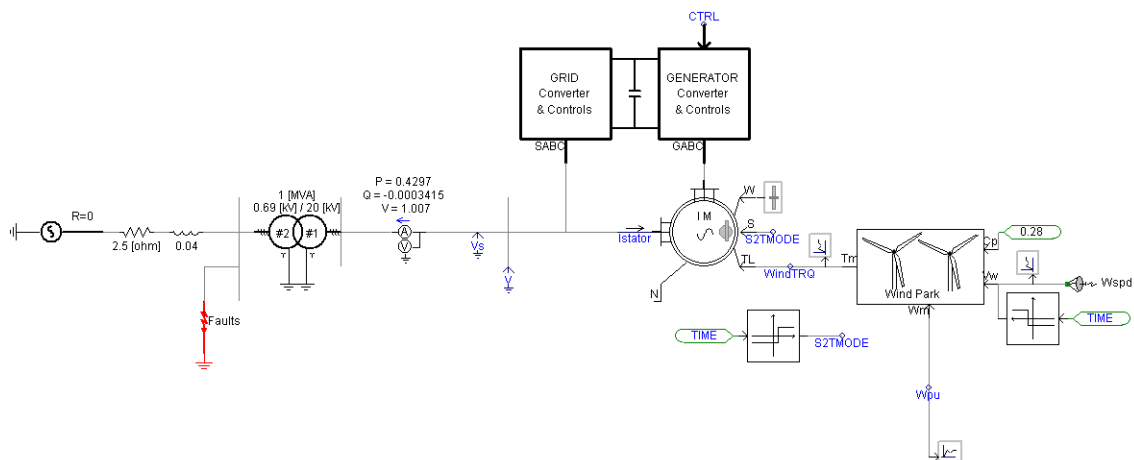 CTRL
GRID
Converter
& Controls
GENERATOR
Converter
& Controls
SABC
GABC
P = 0.4297
Q = -0.0003415
V = 1.007
1 [MVA]
0.69 [kV] / 20 [kV]
R=0
2.5 [ohm]
0.04
#2
#1
A
V
Vs
V
Istator
I M
W
S
S2TMODE
TL
WindTRQ
N
Tm
Wind Park
Cp
0.28
Vw
Wspd
Wm
TIME
Faults
TIME
S2TMODE
Wpu